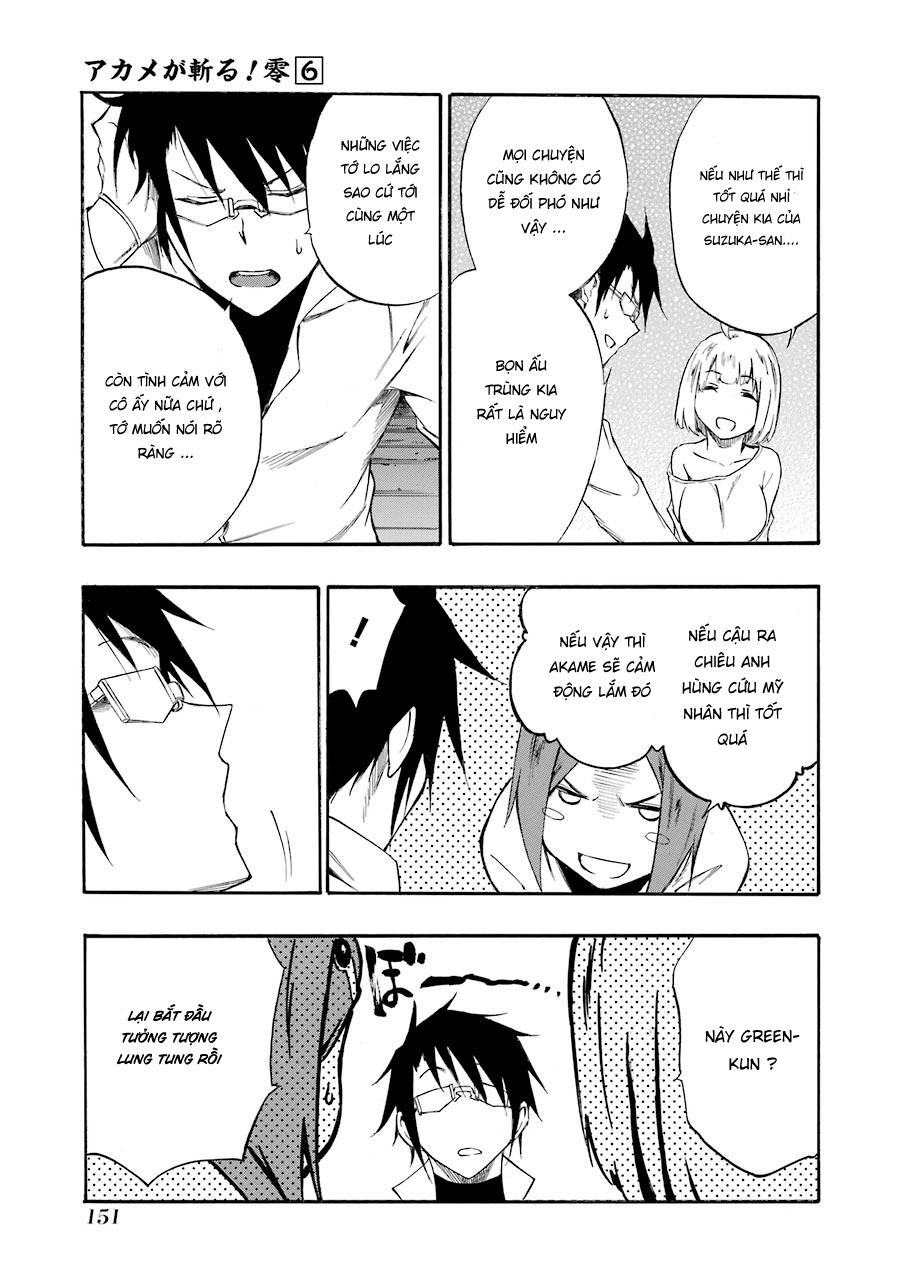 アカメが斬る！零 6
NẾU NHƯ THẾ THÌ
TỐT QUÁ NHỈ
CHUYỆN KIA CỦA
SUZUKA-SAN....
MỌI CHUYỆN
CŨNG KHÔNG CÓ
DỄ ĐỐI PHÓ NHƯ
VẬY ...
BỌN ẤU
TRÙNG KIA
RẤT LÀ NGUY
HIỂM
NHỮNG VIỆC
TỚ LO LẮNG
SAO CỨ TỚI
CÙNG MỘT
LÚC
CÒN TÌNH CẢM VỚI
CÔ ẤY NỮA CHỨ ,
TỚ MUỐN NÓI RÕ
RÀNG ...
NẾU CẬU RA
CHIÊU ANH
HÙNG CỨU MỸ
NHÂN THÌ TỐT
QUÁ
NẾU VẬY THÌ
AKAME SẼ CẢM
ĐỘNG LẮM ĐÓ
!
NÀY GREEN-
KUN ?
ぼー......
LẠI BẮT ĐẦU
TƯỞNG TƯỢNG
LUNG TUNG RỒI
151